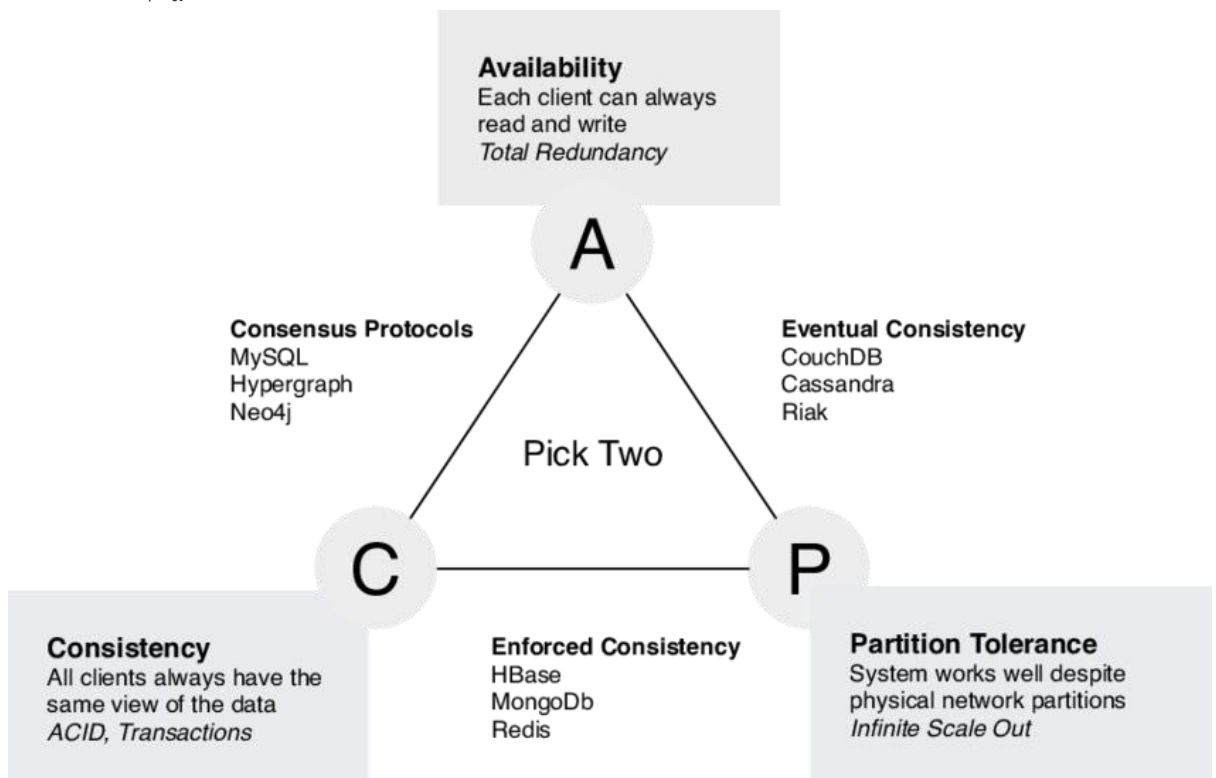 Availability
Each client can always
read and write
Total Redundancy
A
Consensus Protocols
MySQL
Hypergraph
Neo4j
Eventual Consistency
CouchDB
Cassandra
Riak
Pick Two
C
P
Consistency
All clients always have the
same view of the data
ACID, Transactions
Enforced Consistency
HBase
MongoDb
Redis
Partition Tolerance
System works well despite
physical network partitions
Infinite Scale Out